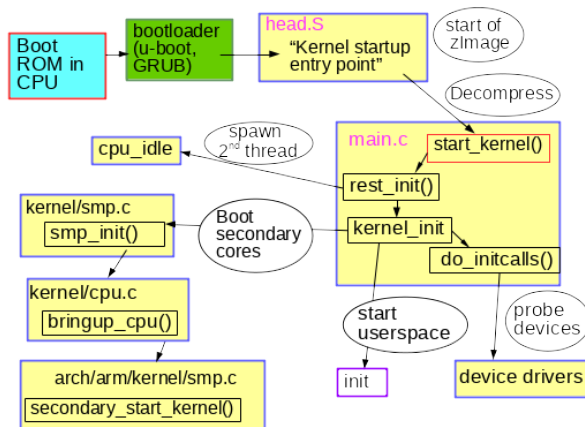 Boot
ROM in
CPU
bootloader
(u-boot,
GRUB)
head.S
“Kernel startup
entry point”
start of
zImage
Decompress
main.c
start_kernel()
spawn
2nd thread
cpu_idle
rest_init()
kernel_init
do_initcalls()
Boot
secondary
cores
kernel/smp.c
smp_init()
kernel/cpu.c
bringup_cpu()
arch/arm/kernel/smp.c
secondary_start_kernel()
start
userspace
init
probe
devices
device drivers